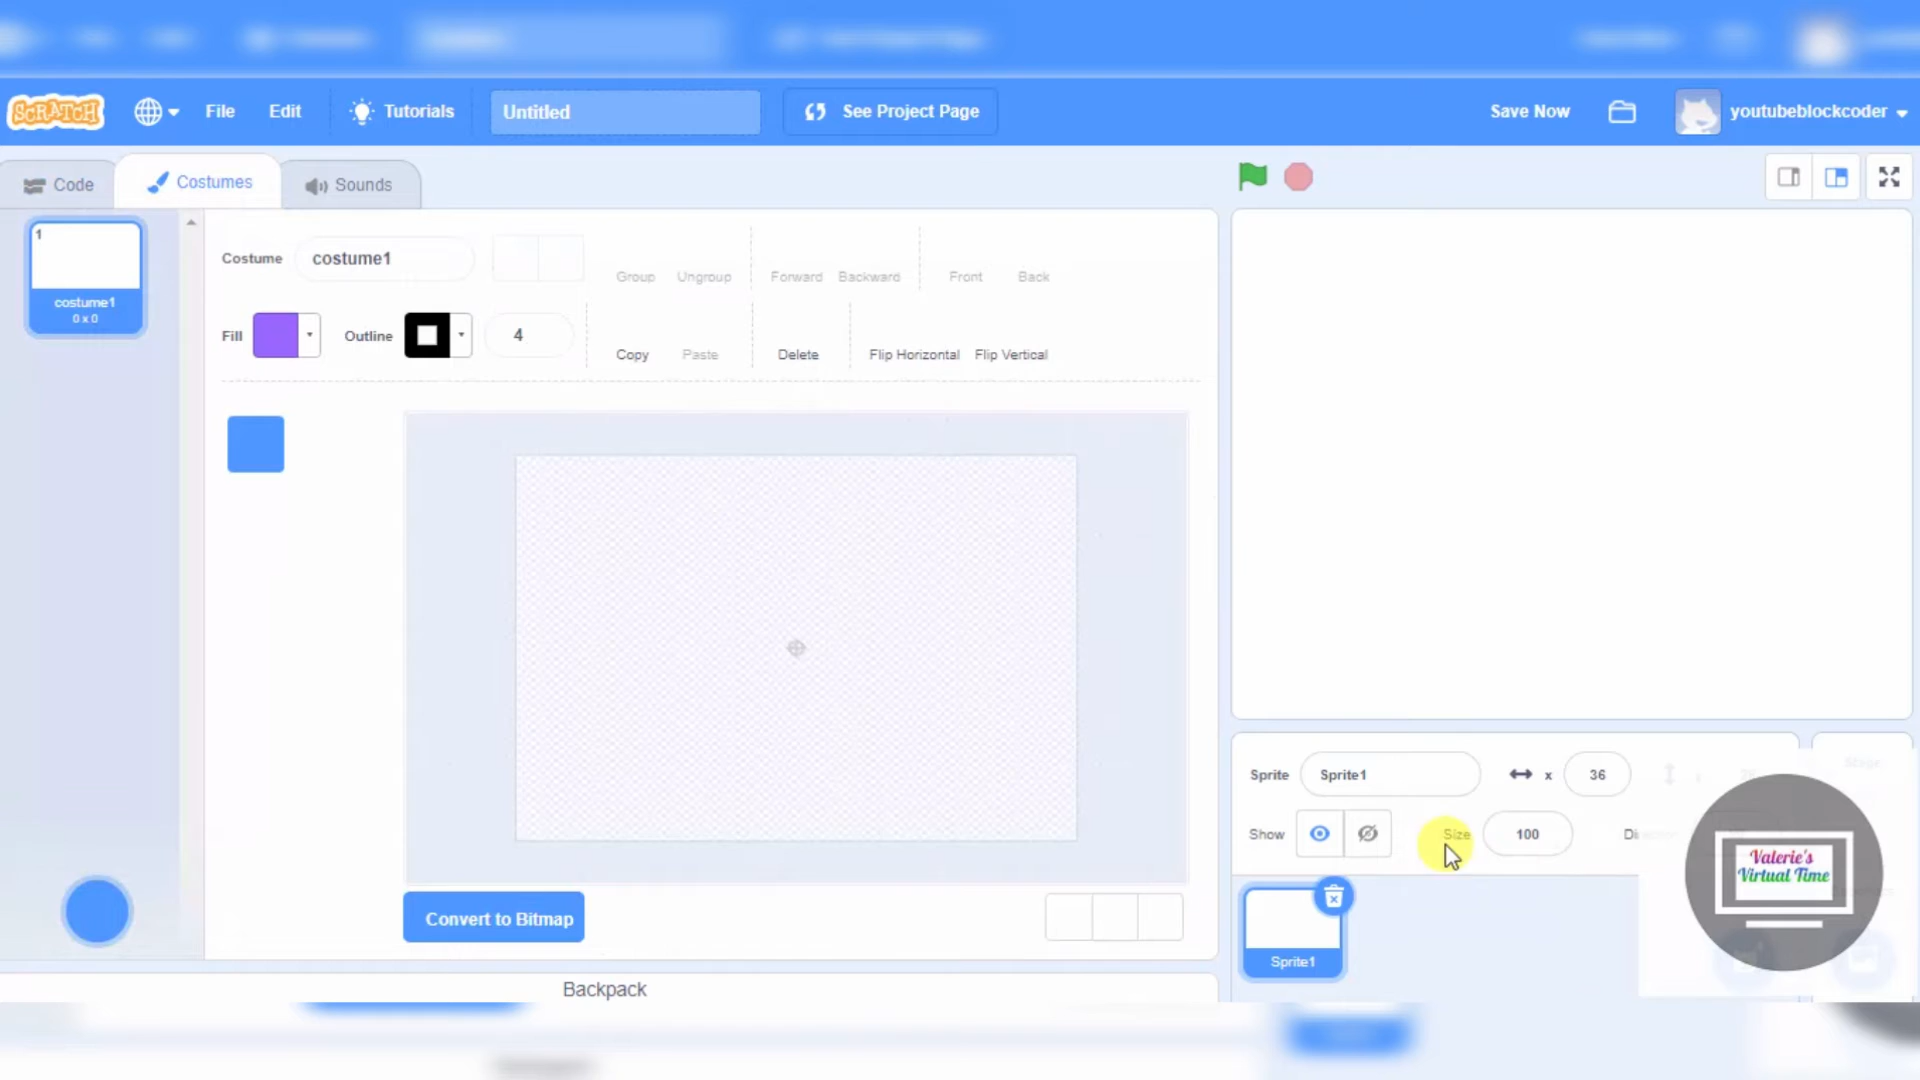 SCRATCH
File
Edit
Tutorials
Untitled
See Project Page
Save Now
youtubeblockcoder
Code
Costumes
Sounds
1
costume1
0 x 0
Costume
costume1
Group
Ungroup
Forward
Backward
Front
Back
Fill
Outline
4
Copy
Paste
Delete
Flip Horizontal
Flip Vertical
Convert to Bitmap
Backpack
Sprite
Sprite1
x
36
Show
Size
100
Sprite1
Stage
Valerie's
Virtual Time